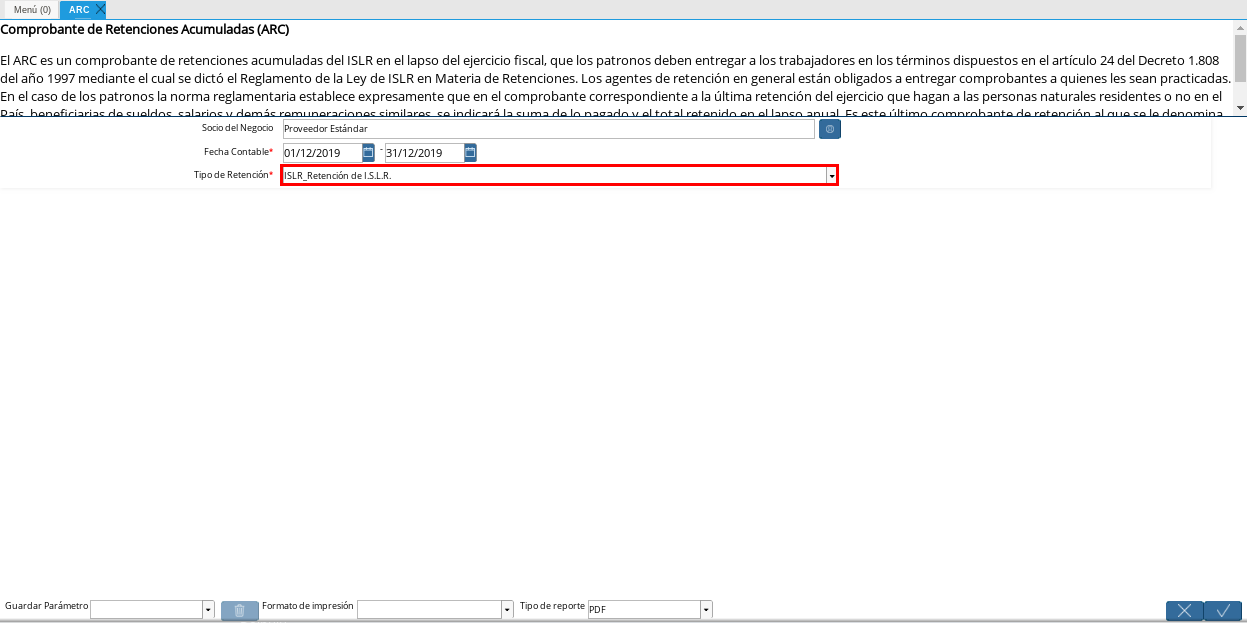 Menú (0) ARC
Comprobante de Retenciones Acumuladas (ARC)
El ARC es un comprobante de retenciones acumuladas del ISLR en el lapso del ejercicio fiscal, que los patronos deben entregar a los trabajadores en los términos dispuestos en el artículo 24 del Decreto 1.808
del año 1997 mediante el cual se dictó el Reglamento de la Ley de ISLR en Materia de Retenciones. Los agentes de retención en general están obligados a entregar comprobantes a quienes les sean practicadas.
En el caso de los patronos la norma reglamentaria establece expresamente que en el comprobante correspondiente a la última retención del ejercicio que hagan a las personas naturales residentes o no en el
País, beneficiarias de sueldos, salarios y demás remuneraciones similares, se indicará la suma de lo pagado y el total retenido en el lapso anual. Es este último comprobante de retención al que se le denomina
Socio del Negocio Proveedor Estándar
Fecha Contable* 01/12/2019 - 31/12/2019
Tipo de Retención* ISLR_Retención de I.S.L.R.
Guardar Parámetro Formato de impresión Tipo de reporte PDF